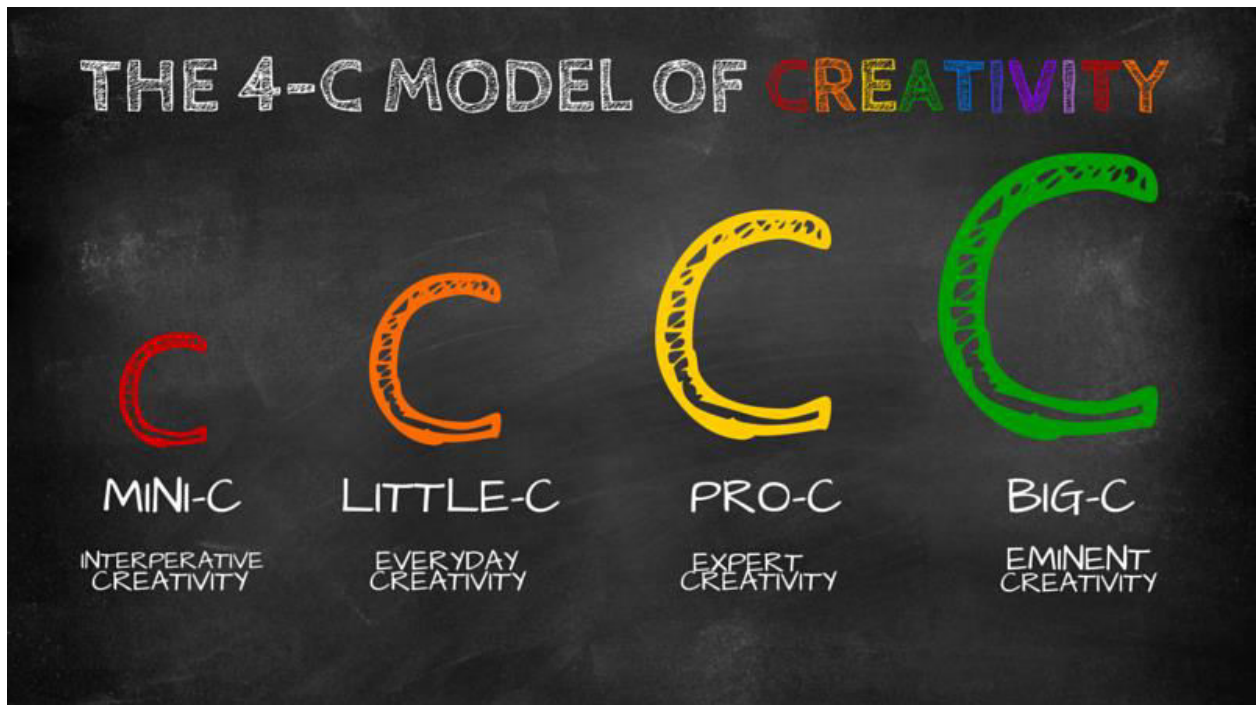 THE 4-C MODEL OF CREATIVITY
C
C
C
C
MINI-C
LITTLE-C
PRO-C
BIG-C
INTERPERATIVE
CREATIVITY
EVERYDAY
CREATIVITY
EXPERT
CREATIVITY
EMINENT
CREATIVITY